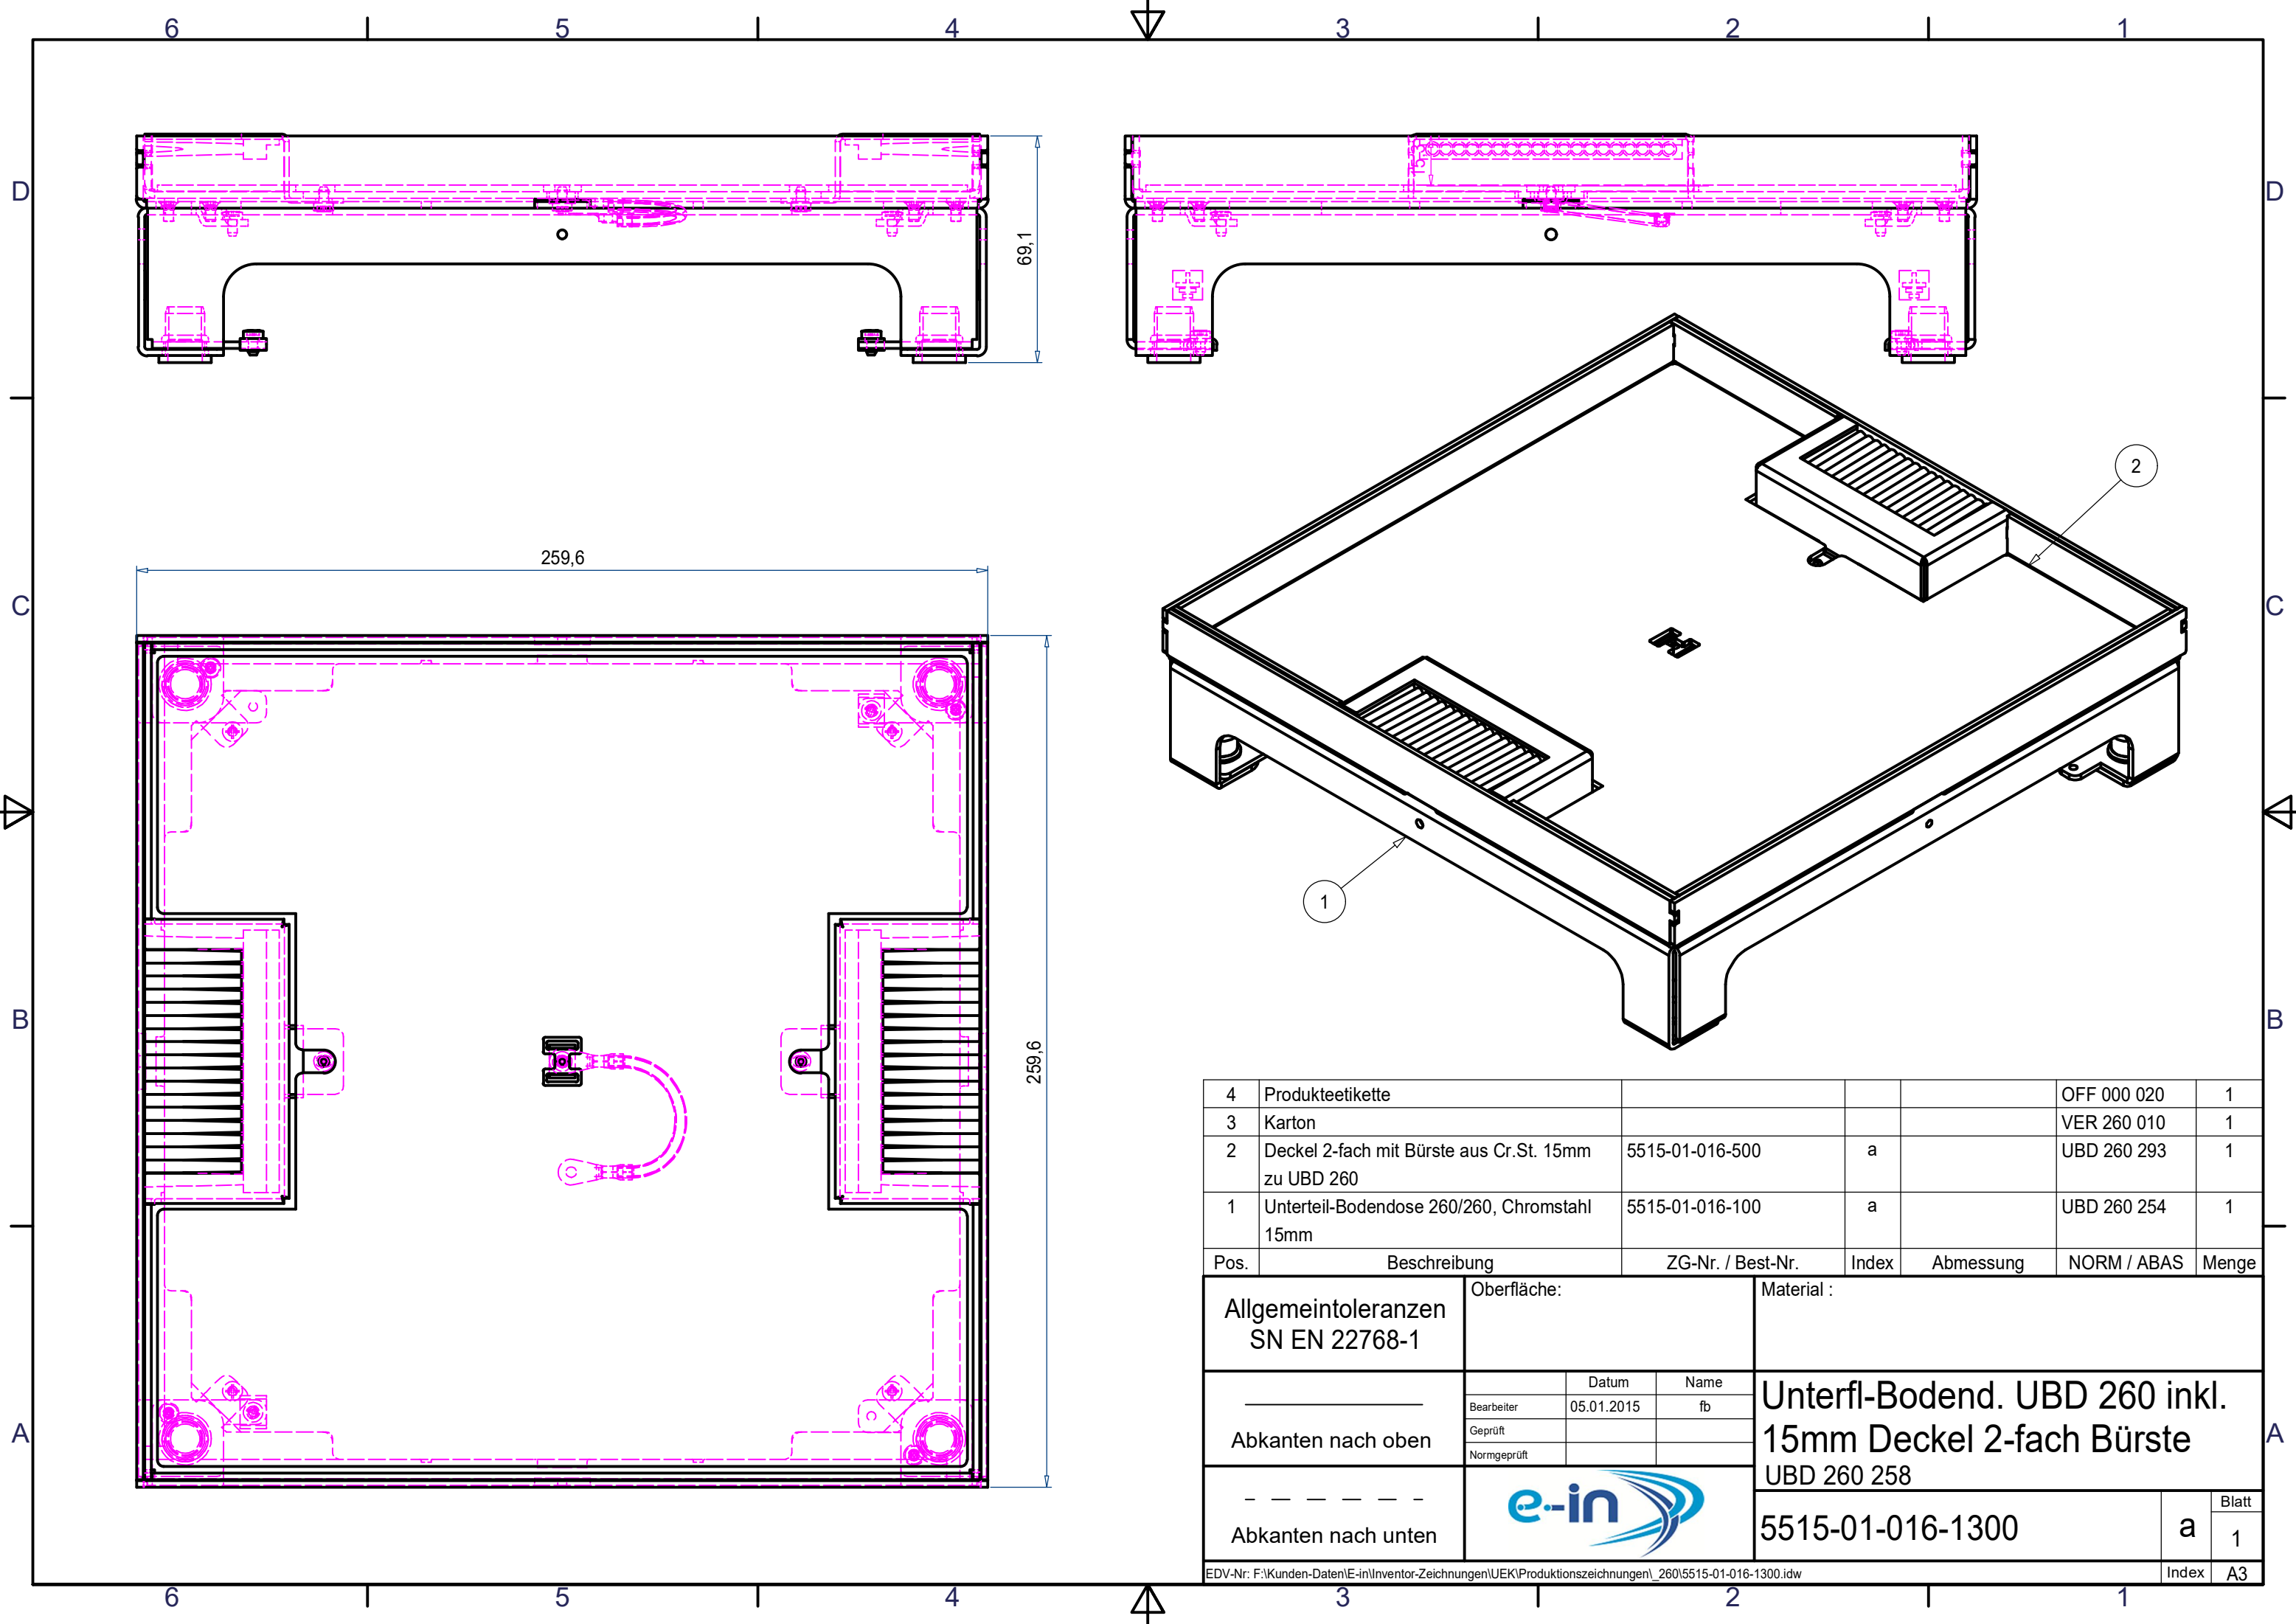 6 5 4 3 2 1
D D
C C
B B
A A
69,1
259,6
259,6
2
1
4 Produkteetikette OFF 000 020 1
3 Karton VER 260 010 1
2 Deckel 2-fach mit Bürste aus Cr.St. 15mm 5515-01-016-500 a UBD 260 293 1
zu UBD 260
1 Unterteil-Bodendose 260/260, Chromstahl 5515-01-016-100 a UBD 260 254 1
15mm
Pos. Beschreibung ZG-Nr. / Best-Nr. Index Abmessung NORM / ABAS Menge
Allgemeintoleranzen
SN EN 22768-1
Oberfläche:
Material :
Abkanten nach oben
Abkanten nach unten
Datum Name
Bearbeiter 05.01.2015 fb
Geprüft
Normgeprüft
e-in
Unterfl-Bodend. UBD 260 inkl.
15mm Deckel 2-fach Bürste
UBD 260 258
5515-01-016-1300 a
Blatt
1
EDV-Nr: F:\Kunden-Daten\E-in\Inventor-Zeichnungen\UEK\Produktionszeichnungen\_260\5515-01-016-1300.idw
Index A3
6 5 4 3 2 1